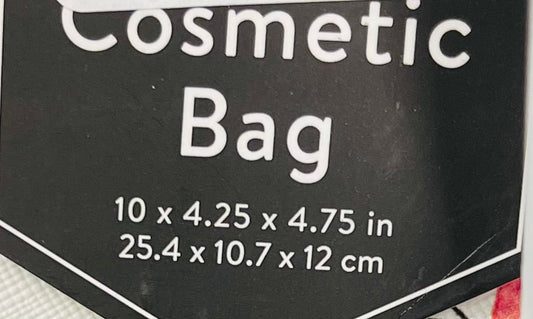 Cosmetic
Bag
10 x 4.25 x 4.75 in
25.4 x 10.7 x 12 cm